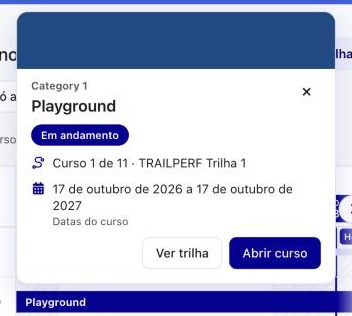 Category 1
Playground
Em andamento
Curso 1 de 11 · TRAILPERF Trilha 1
17 de outubro de 2026 a 17 de outubro de
2027
Datas do curso
Ver trilha
Abrir curso
Playground